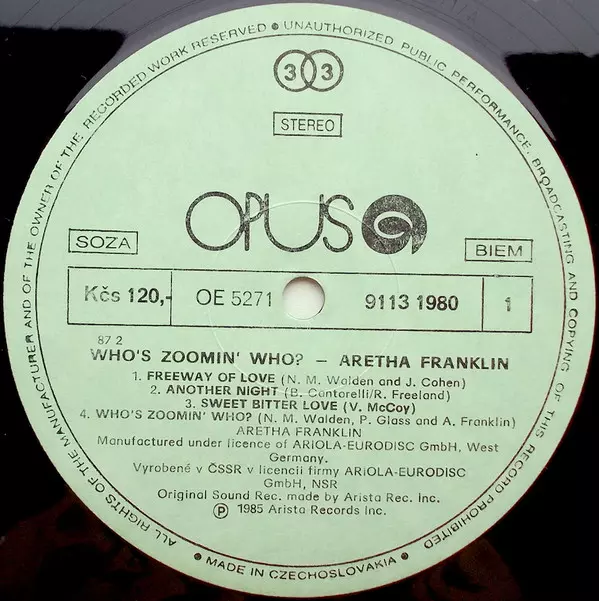 ALL RIGHTS OF THE MANUFACTURER AND OF THE OWNER OF THE RECORDED WORK RESERVED • UNAUTHORIZED PUBLIC PERFORMANCE, BROADCASTING AND COPYING OF THIS RECORD PROHIBITED
33
STEREO
OPUS
SOZA
BIEM
Kčs 120,- OE 5271 9113 1980 1
87 2
WHO'S ZOOMIN' WHO? – ARETHA FRANKLIN
1. FREEWAY OF LOVE (N. M. Walden and J. Cohen)
2. ANOTHER NIGHT (B. Cantorelli/R. Freeland)
3. SWEET BITTER LOVE (V. McCoy)
4. WHO'S ZOOMIN' WHO? (N. M. Walden, P. Glass and A. Franklin)
ARETHA FRANKLIN
Manufactured under licence of ARiOLA-EURODISC GmbH, West
Germany.
Vyrobené v ČSSR v licencii firmy ARiOLA-EURODISC
GmbH, NSR
Original Sound Rec. made by Arista Rec. Inc.
Ⓟ 1985 Arista Records Inc.
• MADE IN CZECHOSLOVAKIA •